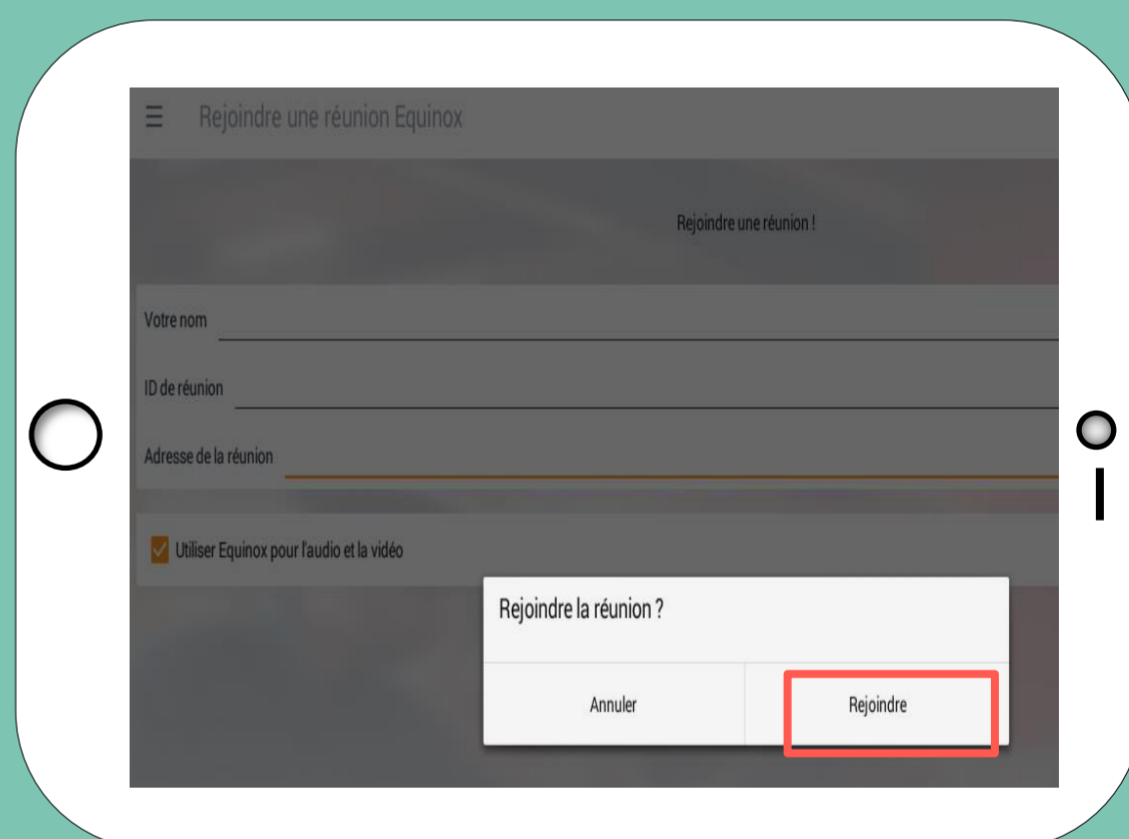 Rejoindre une réunion Equinox
Rejoindre une réunion !
Votre nom
ID de réunion
Adresse de la réunion
Utiliser Equinox pour l'audio et la vidéo
Rejoindre la réunion ?
Annuler Rejoindre